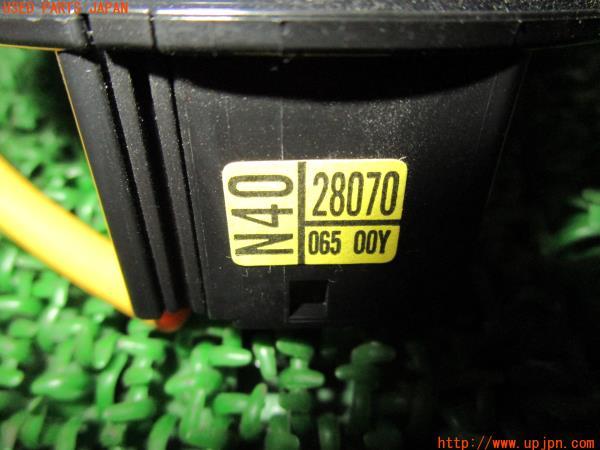 USED PARTS JAPAN
N40
28070
065 00Y
http://www.upjpn.com/